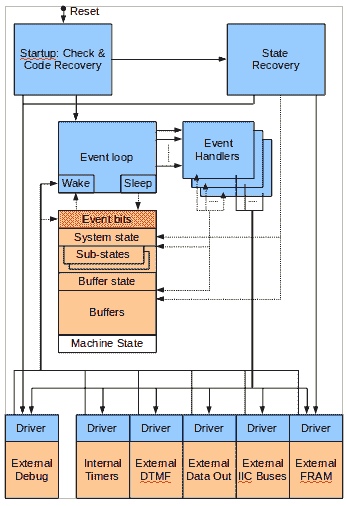 Reset
Startup: Check &
Code Recovery
State
Recovery
Event loop
Wake
Sleep
Event
Handlers
Event bits
System state
Sub-states
Buffer state
Buffers
Machine State
Driver
External
Debug
Driver
Internal
Timers
Driver
External
DTMF
Driver
External
Data Out
Driver
External
IIC Buses
Driver
External
FRAM